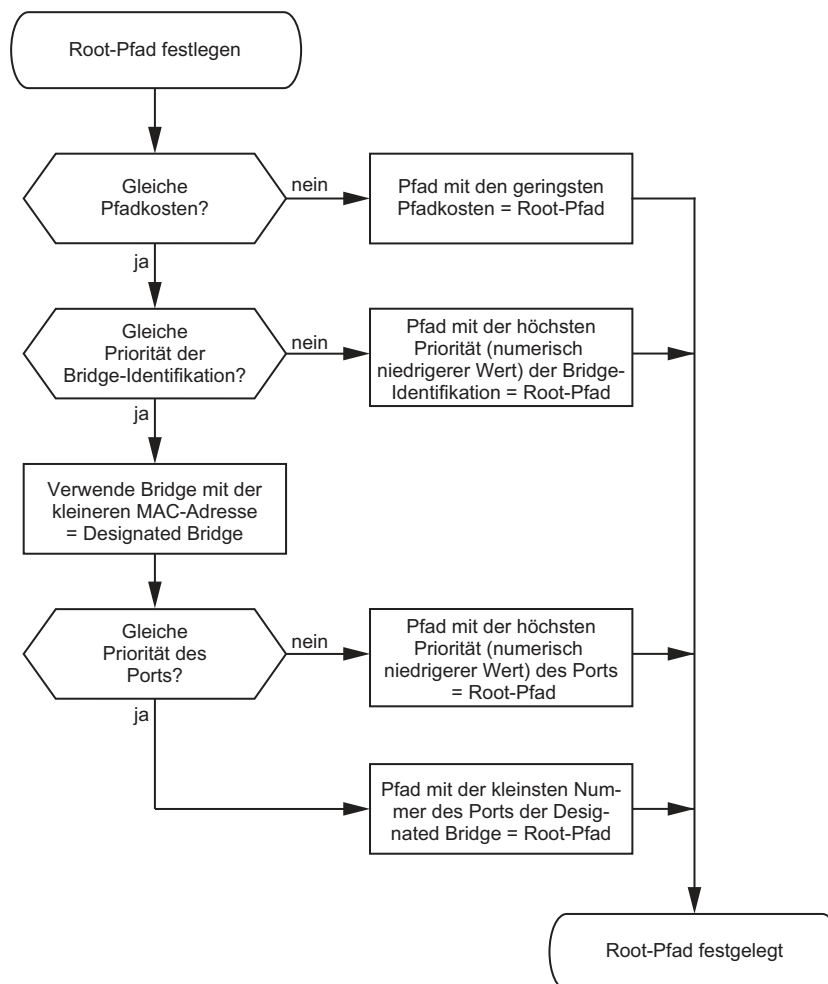 Root-Pfad festlegen
Gleiche
Pfadkosten?
nein
Pfad mit den geringsten
Pfadkosten = Root-Pfad
ja
Gleiche
Priorität der
Bridge-Identifikation?
nein
Pfad mit der höchsten
Priorität (numerisch
niedrigerer Wert) der Bridge-
Identifikation = Root-Pfad
ja
Verwende Bridge mit der
kleineren MAC-Adresse
= Designated Bridge
Gleiche
Priorität des
Ports?
nein
Pfad mit der höchsten
Priorität (numerisch
niedrigerer Wert) des Ports
= Root-Pfad
ja
Pfad mit der kleinsten Num-
mer des Ports der Desig-
nated Bridge = Root-Pfad
Root-Pfad festgelegt